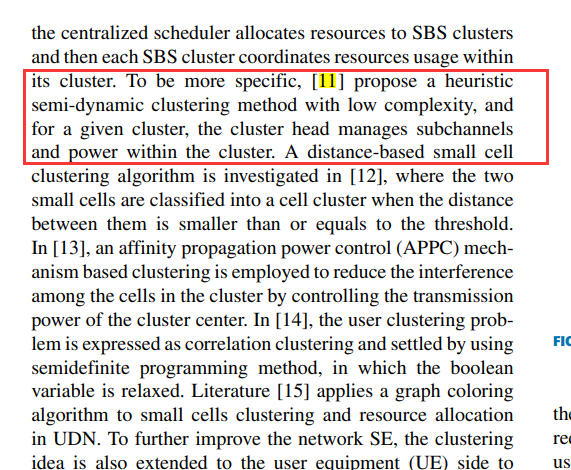 the centralized scheduler allocates resources to SBS clusters
and then each SBS cluster coordinates resources usage within
its cluster. To be more specific, [11] propose a heuristic
semi-dynamic clustering method with low complexity, and
for a given cluster, the cluster head manages subchannels
and power within the cluster. A distance-based small cell
clustering algorithm is investigated in [12], where the two
small cells are classified into a cell cluster when the distance
between them is smaller than or equals to the threshold.
In [13], an affinity propagation power control (APPC) mech-
anism based clustering is employed to reduce the interference
among the cells in the cluster by controlling the transmission
power of the cluster center. In [14], the user clustering prob-
lem is expressed as correlation clustering and settled by using
semidefinite programming method, in which the boolean
variable is relaxed. Literature [15] applies a graph coloring
algorithm to small cells clustering and resource allocation
in UDN. To further improve the network SE, the clustering
idea is also extended to the user equipment (UE) side to